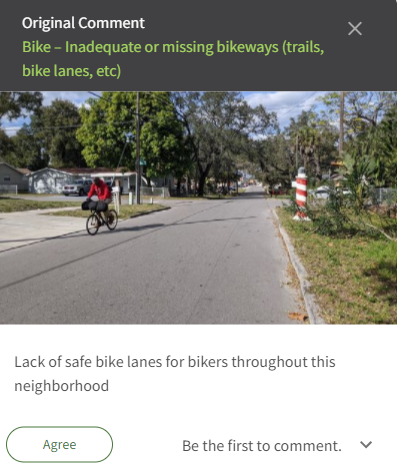 Original Comment
Bike – Inadequate or missing bikeways (trails,
bike lanes, etc)
Lack of safe bike lanes for bikers throughout this
neighborhood
Agree
Be the first to comment.